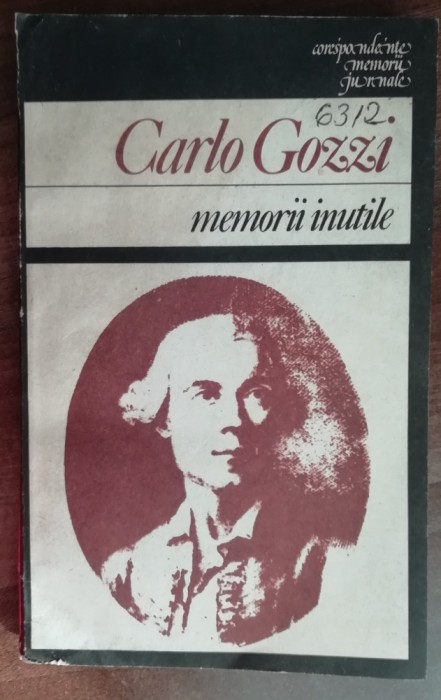 corespondențe
memorii
jurnale
6312.
Carlo Gozzi
memorii inutile